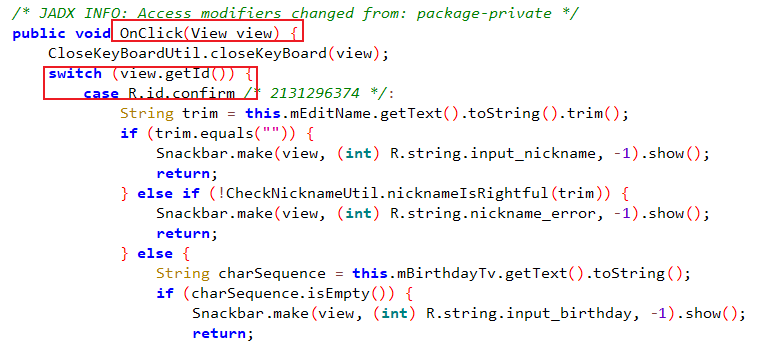 /* JADX INFO: Access modifiers changed from: package-private */
public void OnClick(View view) {
    CloseKeyBoardUtil.closeKeyBoard(view);
    switch (view.getId()) {
        case R.id.confirm /* 2131296374 */:
            String trim = this.mEditName.getText().toString().trim();
            if (trim.equals("")) {
                Snackbar.make(view, (int) R.string.input_nickname, -1).show();
                return;
            } else if (!CheckNicknameUtil.nicknameIsRightful(trim)) {
                Snackbar.make(view, (int) R.string.nickname_error, -1).show();
                return;
            } else {
                String charSequence = this.mBirthdayTv.getText().toString();
                if (charSequence.isEmpty()) {
                    Snackbar.make(view, (int) R.string.input_birthday, -1).show();
                    return;